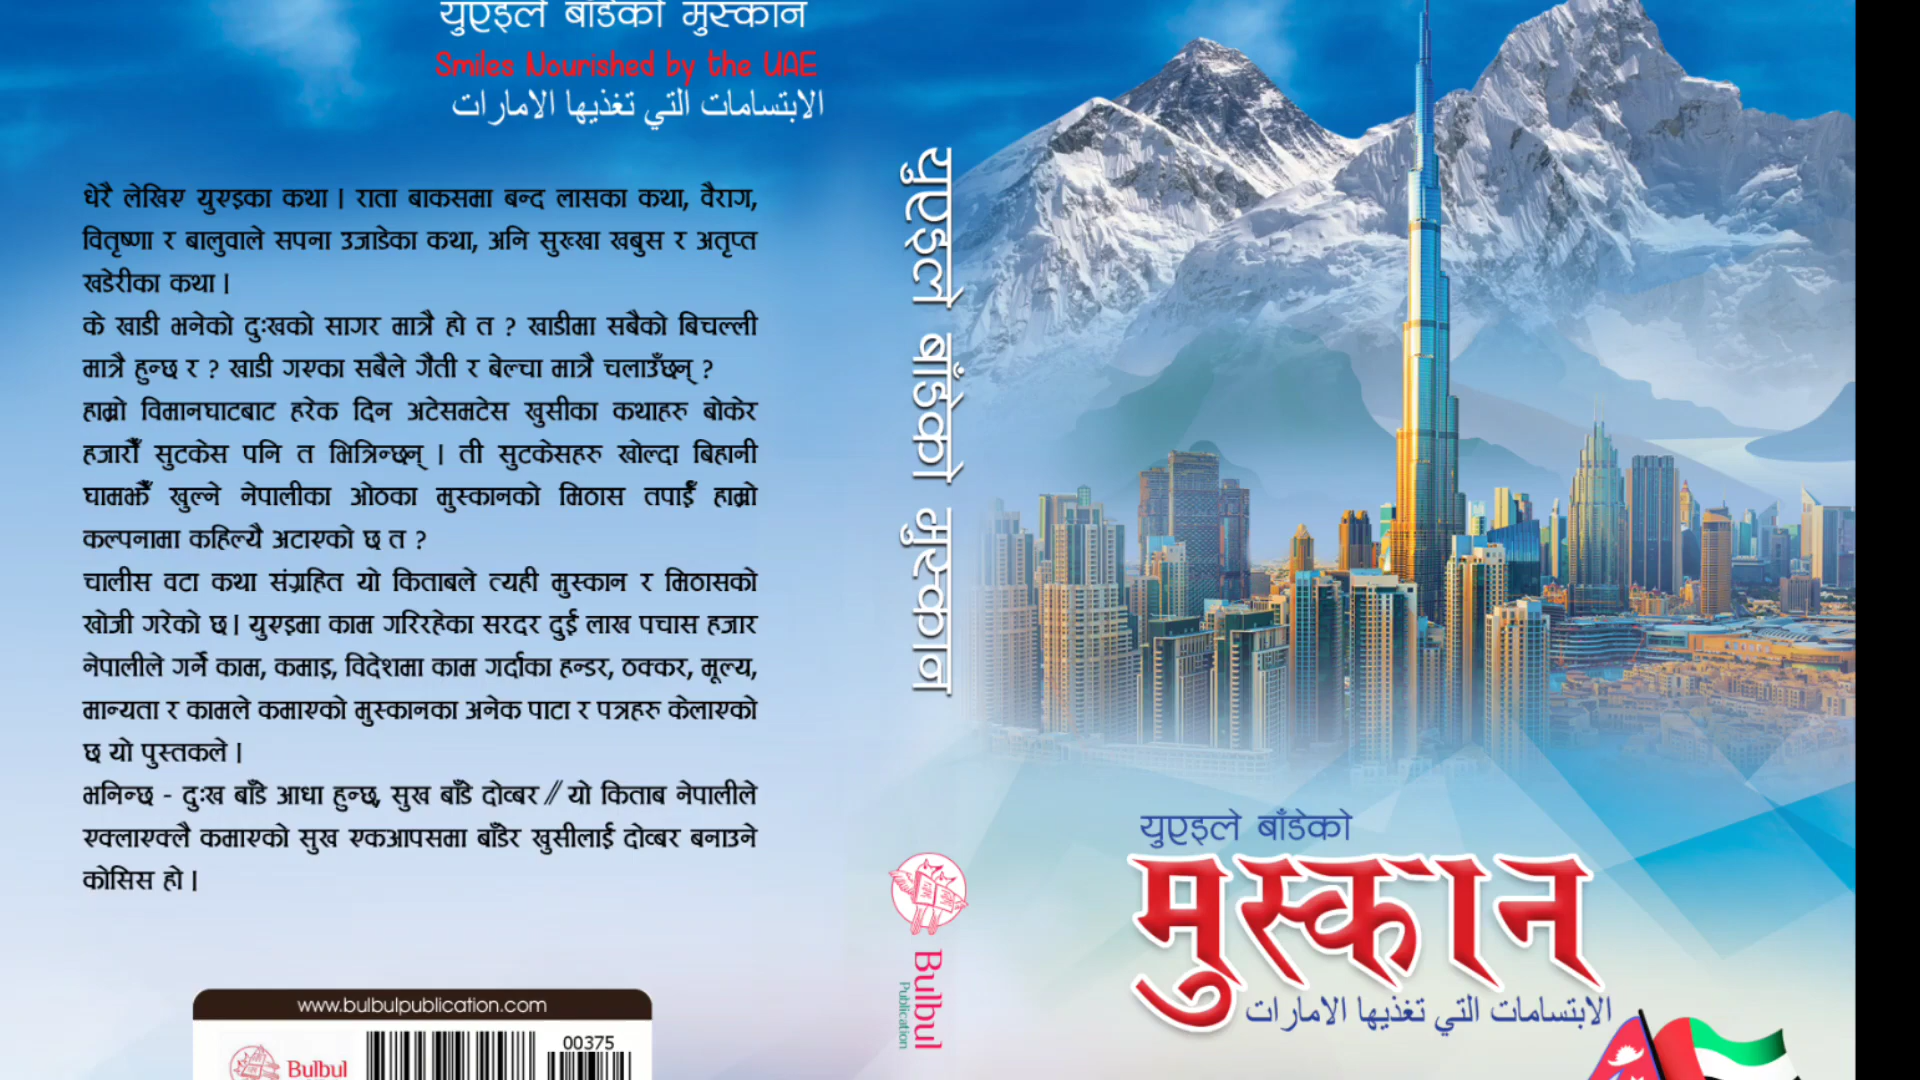 युएइले बाँडेको मुस्कान
Smiles Nourished by the UAE
الابتسامات التي تغذيها الامارات
धेरै लेखिए युएइका कथा । राता बाकसमा बन्द लासका कथा, वैराग,
वितृष्णा र बालुवाले सपना उजाडेका कथा, अनि सुख्खा खबुस र अतृप्त
खडेरीका कथा ।
के खाडी भनेको दुःखको सागर मात्रै हो त ? खाडीमा सबैको बिचल्ली
मात्रै हुन्छ र ? खाडी गएका सबैले गैती र बेल्चा मात्रै चलाउँछन् ?
हाम्रो विमानघाटबाट हरेक दिन अटेसमटेस खुसीका कथाहरु बोकेर
हजारौँ सुटकेस पनि त भित्रिन्छन् । ती सुटकेसहरु खोल्दा बिहानी
घामझैँ खुल्ने नेपालीका ओठका मुस्कानको मिठास तपाईँ हाम्रो
कल्पनामा कहिल्यै अटाएको छ त ?
चालीस वटा कथा संग्रहित यो किताबले त्यही मुस्कान र मिठासको
खोजी गरेको छ। युएइमा काम गरिरहेका सरदर दुई लाख पचास हजार
नेपालीले गर्ने काम, कमाइ, विदेशमा काम गर्दाका हन्डर, ठक्कर, मूल्य,
मान्यता र कामले कमाएको मुस्कानका अनेक पाटा र पत्रहरु केलाएको
छ यो पुस्तकले ।
भनिन्छ - दुःख बाँडे आधा हुन्छ, सुख बाँडे दोब्बर // यो किताब नेपालीले
एक्लाएक्लै कमाएको सुख एकआपसमा बाँडेर खुसीलाई दोब्बर बनाउने
कोसिस हो ।
www.bulbulpublication.com
Bulbul
00375
युएइले बाँडेको मुस्कान
Bulbul
Publication
युएइले बाँडेको
मुस्कान
الابتسامات التي تغذيها الامارات